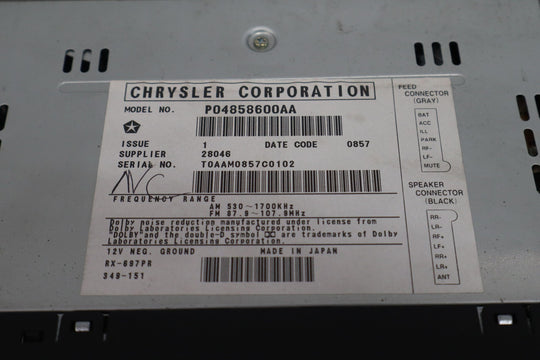 CHRYSLER CORPORATION
MODEL NO. P04858600AA
ISSUE 1 DATE CODE 0857
SUPPLIER 28046
SERIAL NO. T0AAM0857C0102
NC
FREQUENCY RANGE
AM 530~1700KHz
FM 87.9~107.9MHz
Dolby noise reduction manufactured under license from
Dolby Laboratories Licensing Corporation.
"DOLBY" and the double-D symbol are trademarks of Dolby
Laboratories Licensing Corporation.
12V NEG. GROUND MADE IN JAPAN
RX-697PR
348-151
FEED
CONNECTOR
(GRAY)
BAT
ACC
ILL
PARK
RF-
LF-
MUTE
SPEAKER
CONNECTOR
(BLACK)
RR-
LR-
RF+
LF+
RR+
LR+
ANT